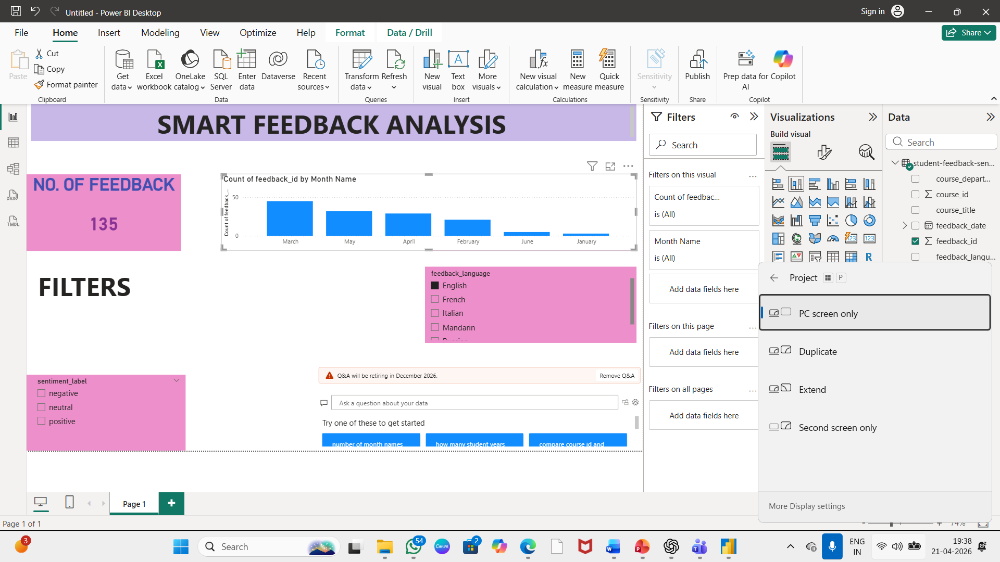 Untitled - Power BI Desktop
Sign in
File Home Insert Modeling View Optimize Help Format Data / Drill
Share
Paste
Cut
Copy
Format painter
Clipboard
Get data
Excel workbook
OneLake catalog
SQL Server
Enter data
Dataverse
Recent sources
Data
Transform data
Refresh
Queries
New visual
Text box
More visuals
Insert
New visual calculation
New measure
Quick measure
Calculations
Sensitivity
Sensitivity
Publish
Share
Prep data for AI
Copilot
Copilot
DAX
TMDL
SMART FEEDBACK ANALYSIS
NO. OF FEEDBACK
135
Count of feedback_id by Month Name
Count of feedback_...
50
0
March May April February June January
FILTERS
feedback_language
English
French
Italian
Mandarin
Russian
sentiment_label
negative
neutral
positive
Q&A will be retiring in December 2026.
Remove Q&A
Ask a question about your data
Try one of these to get started
number of month names
how many student years
compare course id and
Filters
Search
Filters on this visual ...
Count of feedbac...
is (All)
Month Name
is (All)
Add data fields here
Filters on this page ...
Add data fields here
Filters on all pages ...
Add data fields here
Visualizations
Build visual
123
123
R
Data
Search
student-feedback-sen...
course_depart...
course_id
course_title
feedback_date
feedback_id
feedback_langu...
Project P
PC screen only
Duplicate
Extend
Second screen only
More Display settings
Page 1
Page 1 of 1
74%
3
Search
54
Canva
2
W
P
ENG
IN
19:38
21-04-2026